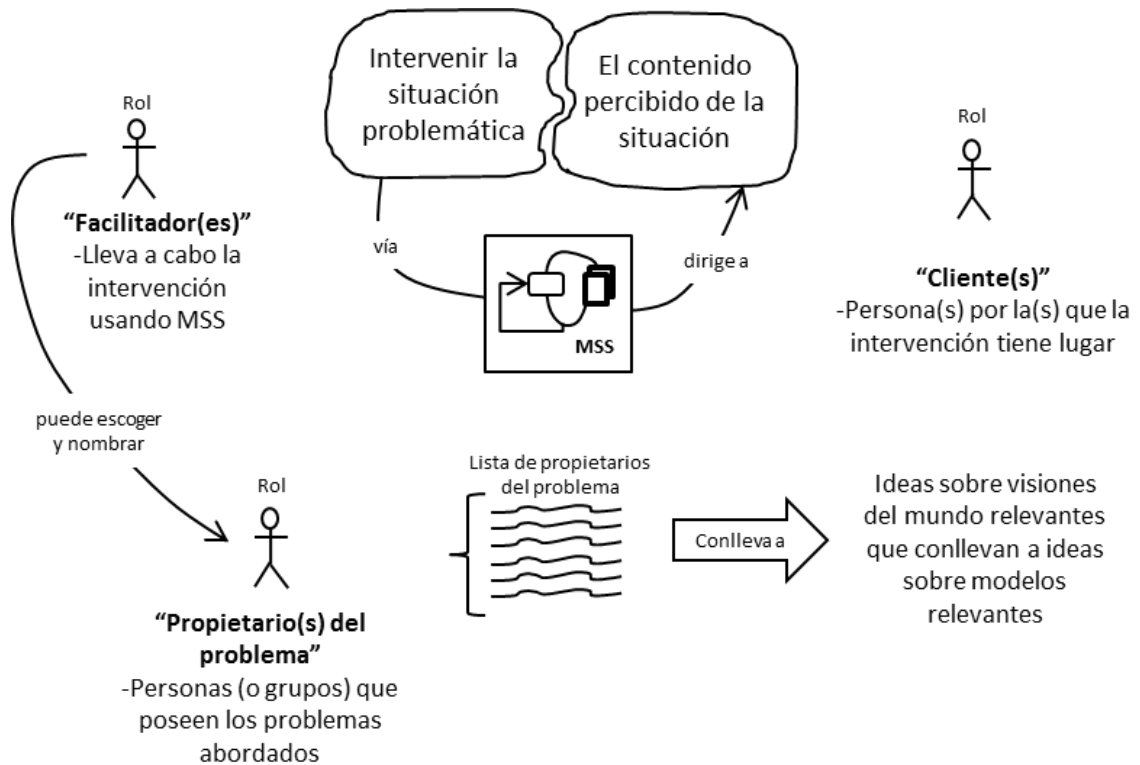 Intervenir la
situación
problemática
El contenido
percibido de la
situación
Rol
“Facilitador(es)”
-Lleva a cabo la
intervención
usando MSS
vía
MSS
dirige a
Rol
“Cliente(s)”
-Persona(s) por la(s) que la
intervención tiene lugar
puede escoger
y nombrar
Rol
“Propietario(s) del
problema”
-Personas (o grupos) que
poseen los problemas
abordados
Lista de propietarios
del problema
Conlleva a
Ideas sobre visiones
del mundo relevantes
que conllevan a ideas
sobre modelos
relevantes